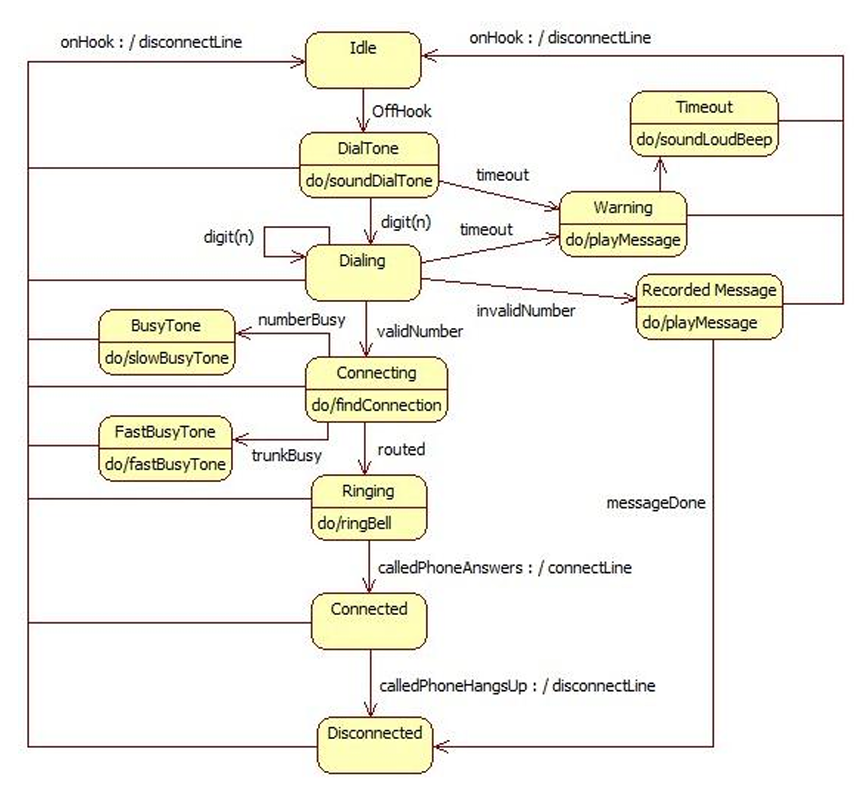 onHook : / disconnectLine
Idle
onHook : / disconnectLine
OffHook
Timeout
do/soundLoudBeep
DialTone
do/soundDialTone
timeout
Warning
do/playMessage
digit(n)
digit(n)
timeout
Dialing
Recorded Message
do/playMessage
invalidNumber
BusyTone
do/slowBusyTone
numberBusy
validNumber
Connecting
do/findConnection
FastBusyTone
do/fastBusyTone
trunkBusy
routed
Ringing
do/ringBell
messageDone
calledPhoneAnswers : / connectLine
Connected
calledPhoneHangsUp : / disconnectLine
Disconnected